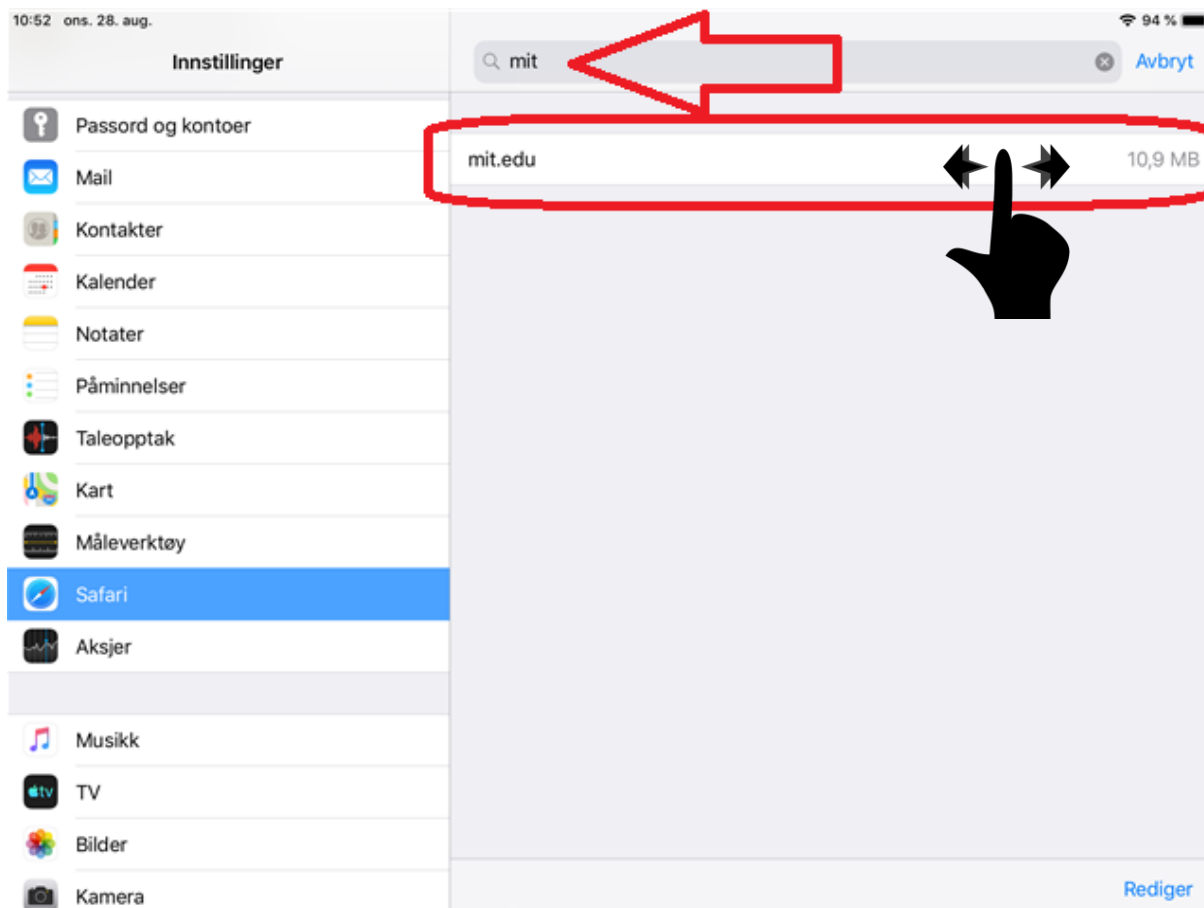 10:52 ons. 28. aug.
94 %
Innstillinger
mit
Avbryt
Passord og kontoer
Mail
Kontakter
Kalender
Notater
Påminnelser
Taleopptak
Kart
Måleverktøy
Safari
Aksjer
Musikk
tv
TV
Bilder
Kamera
mit.edu
10,9 MB
Rediger